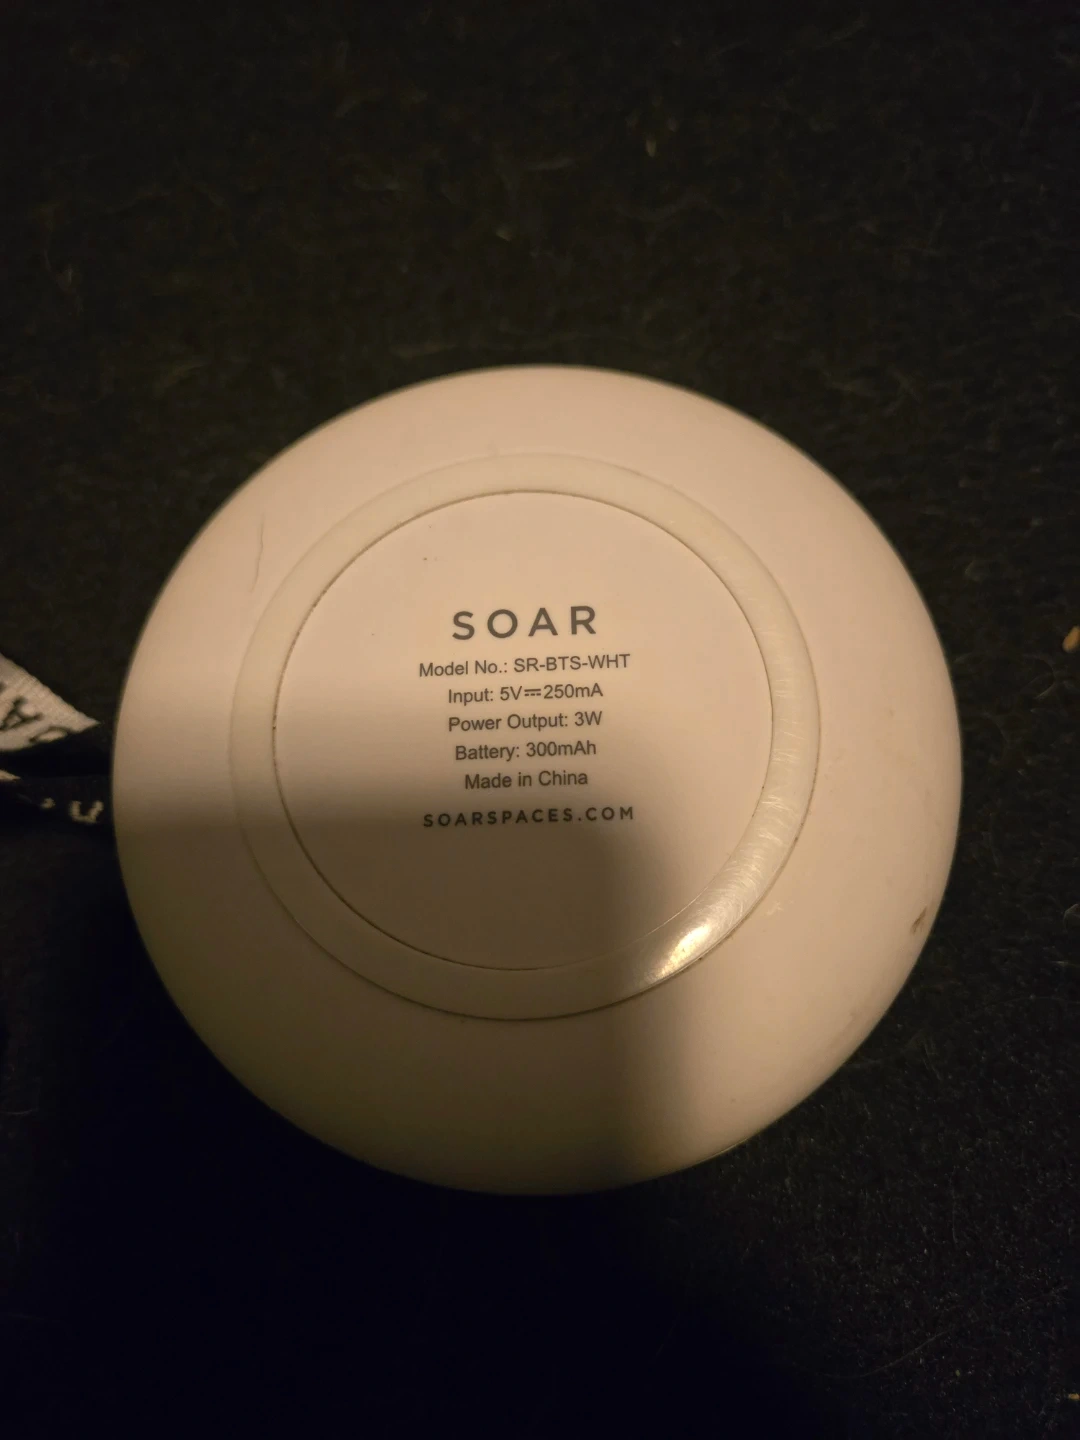 SOAR
Model No.: SR-BTS-WHT
Input: 5V⎓250mA
Power Output: 3W
Battery: 300mAh
Made in China
SOARSPACES.COM